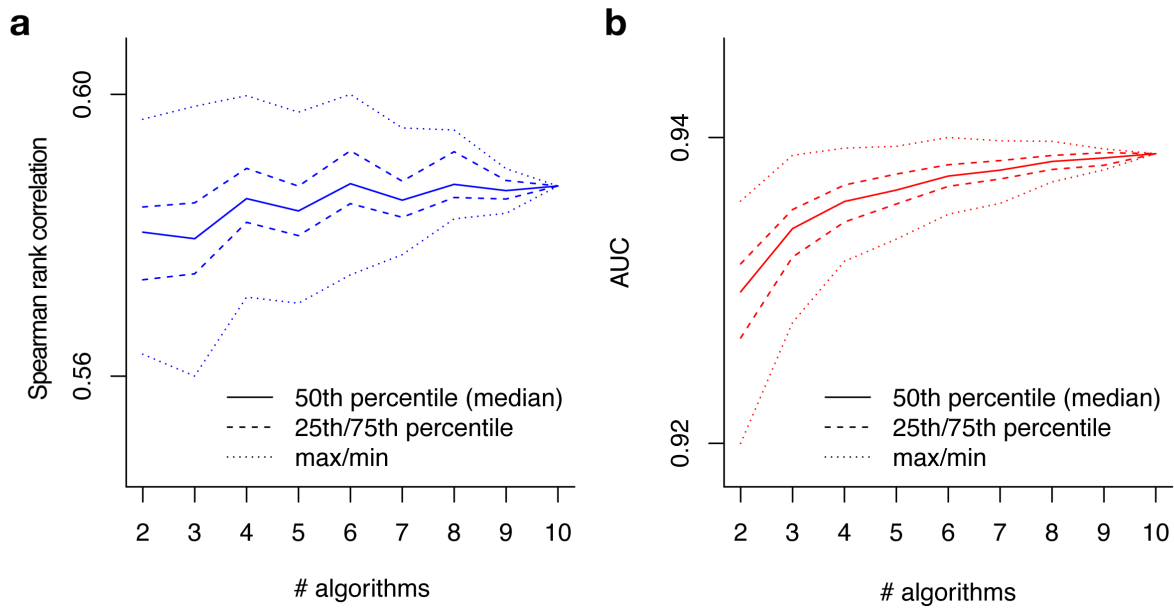 a
Spearman rank correlation
0.60
0.56
50th percentile (median)
25th/75th percentile
max/min
2 3 4 5 6 7 8 9 10
# algorithms
b
AUC
0.94
0.92
50th percentile (median)
25th/75th percentile
max/min
2 3 4 5 6 7 8 9 10
# algorithms